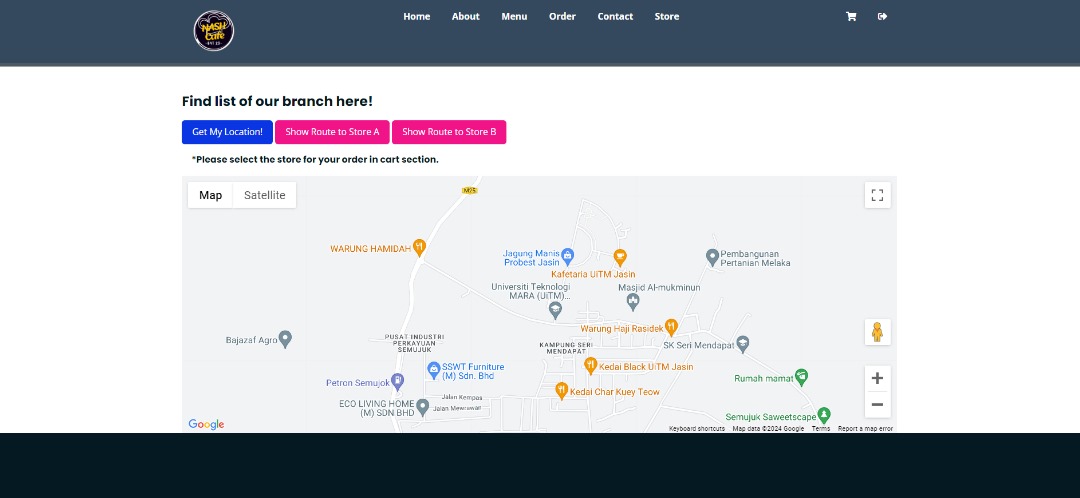 NASH
Cafe
Home About Menu Order Contact Store
Find list of our branch here!
Get My Location! Show Route to Store A Show Route to Store B
*Please select the store for your order in cart section.
Map Satellite
M75
WARUNG HAMIDAH
Jagung Manis
Probest Jasin
Kafetaria UiTM Jasin
Pembangunan
Pertanian Melaka
Universiti Teknologi
MARA (UiTM)...
Masjid Al-mukminun
Warung Haji Rasidek
Bajazaf Agro
PUSAT INDUSTRI
PERKAYUAN
SEMUJUK
KAMPUNG SERI
MENDAPAT
SK Seri Mendapat
SSWT Furniture
(M) Sdn. Bhd
Kedai Black UiTM Jasin
Petron Semujok
Rumah mamat
Kedai Char Kuey Teow
ECO LIVING HOME
(M) SDN BHD
Jalan Kempas
Jalan Mewrawan
Semujuk Saweetscape
Google
Keyboard shortcuts Map data ©2024 Google Terms Report a map error